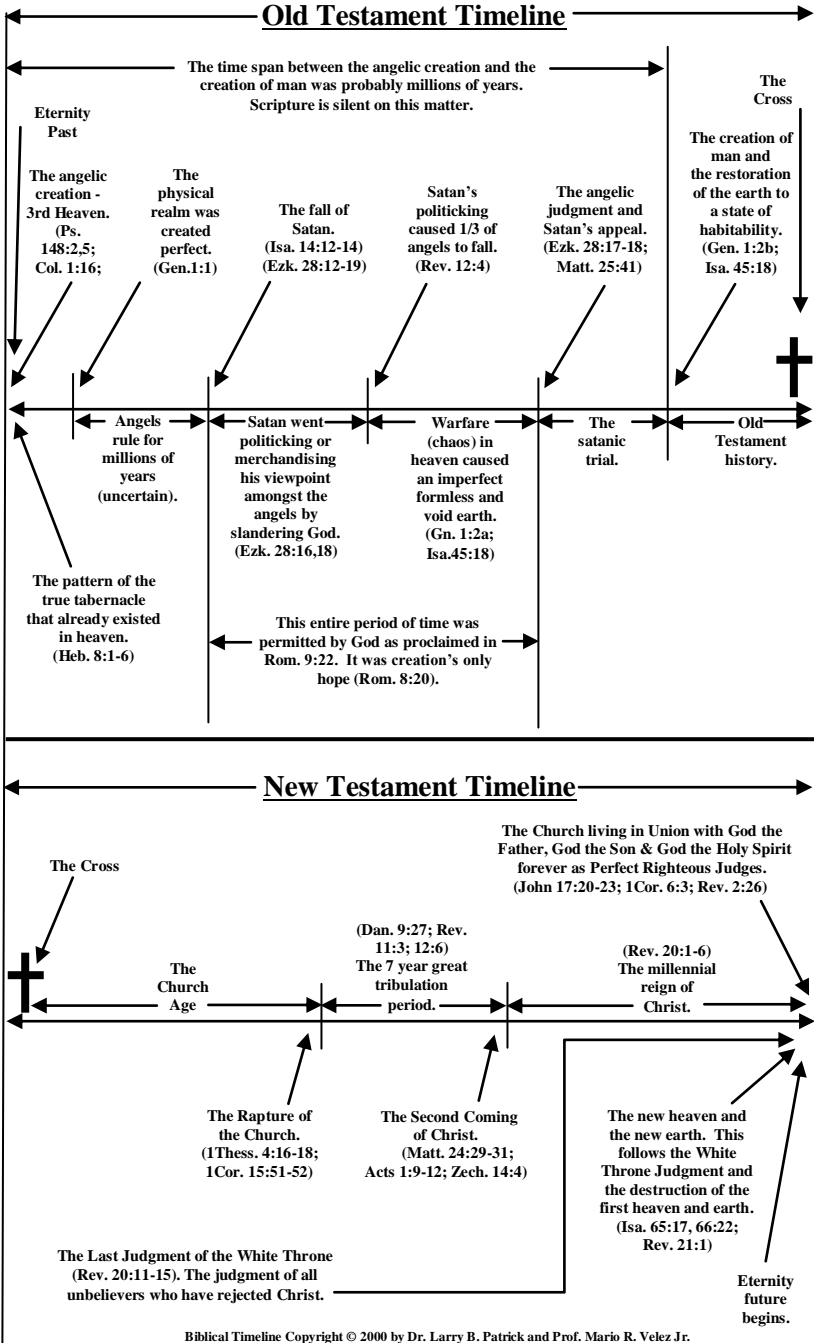 Old Testament Timeline
The time span between the angelic creation and the
creation of man was probably millions of years.
Scripture is silent on this matter.
The
Cross
Eternity
Past
The angelic
creation -
3rd Heaven.
(Ps.
148:2,5;
Col. 1:16;
The
physical
realm was
created
perfect.
(Gen.1:1)
The fall of
Satan.
(Isa. 14:12-14)
(Ezk. 28:12-19)
Satan's
politicking
caused 1/3 of
angels to fall.
(Rev. 12:4)
The angelic
judgment and
Satan's appeal.
(Ezk. 28:17-18;
Matt. 25:41)
The creation of
man and
the restoration
of the earth to
a state of
habitability.
(Gen. 1:2b;
Isa. 45:18)
Angels
rule for
millions of
years
(uncertain).
Satan went
politicking or
merchandising
his viewpoint
amongst the
angels by
slandering God.
(Ezk. 28:16,18)
Warfare
(chaos) in
heaven caused
an imperfect
formless and
void earth.
(Gn. 1:2a;
Isa.45:18)
The
satanic
trial.
Old
Testament
history.
The pattern of the
true tabernacle
that already existed
in heaven.
(Heb. 8:1-6)
This entire period of time was
permitted by God as proclaimed in
Rom. 9:22.  It was creation's only
hope (Rom. 8:20).
New Testament Timeline
The Cross
The Church living in Union with God the
Father, God the Son & God the Holy Spirit
forever as Perfect Righteous Judges.
(John 17:20-23; 1Cor. 6:3; Rev. 2:26)
The
Church
Age
(Dan. 9:27; Rev.
11:3; 12:6)
The 7 year great
tribulation
period.
(Rev. 20:1-6)
The millennial
reign of
Christ.
The Rapture of
the Church.
(1Thess. 4:16-18;
1Cor. 15:51-52)
The Second Coming
of Christ.
(Matt. 24:29-31;
Acts 1:9-12; Zech. 14:4)
The new heaven and
the new earth.  This
follows the White
Throne Judgment and
the destruction of the
first heaven and earth.
(Isa. 65:17, 66:22;
Rev. 21:1)
The Last Judgment of the White Throne
(Rev. 20:11-15). The judgment of all
unbelievers who have rejected Christ.
Eternity
future
begins.
Biblical Timeline Copyright © 2000 by Dr. Larry B. Patrick and Prof. Mario R. Velez Jr.